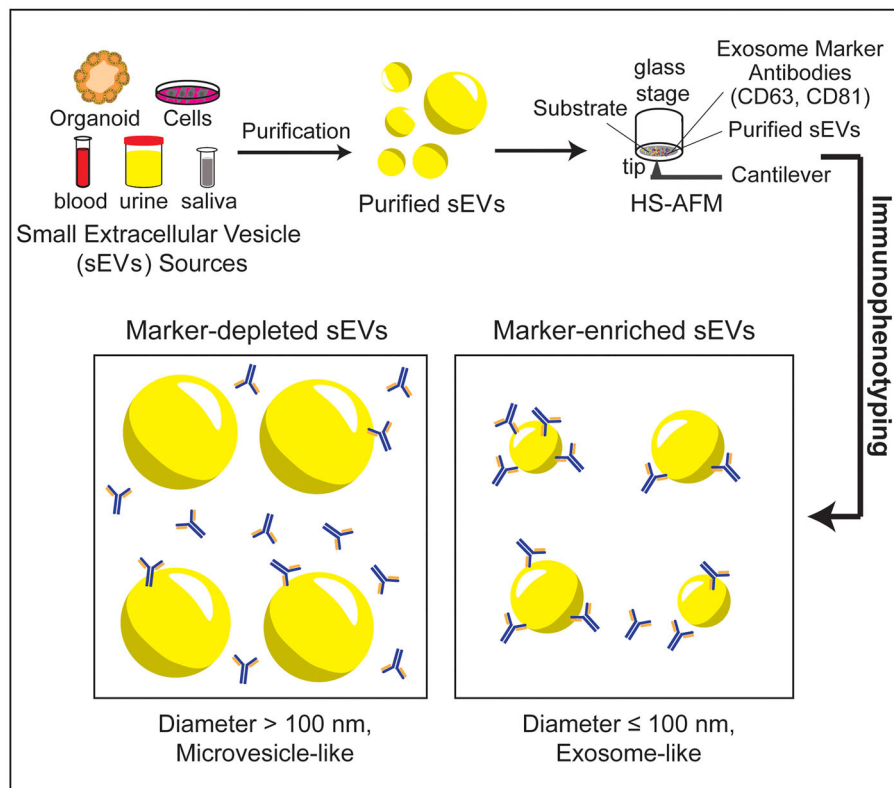 Organoid
Cells
blood
urine
saliva
Small Extracellular Vesicle
(sEVs) Sources
Purification
Purified sEVs
glass
stage
Substrate
tip
Exosome Marker
Antibodies
(CD63, CD81)
Purified sEVs
Cantilever
HS-AFM
Immunophenotyping
Marker-depleted sEVs
Diameter > 100 nm,
Microvesicle-like
Marker-enriched sEVs
Diameter ≤ 100 nm,
Exosome-like